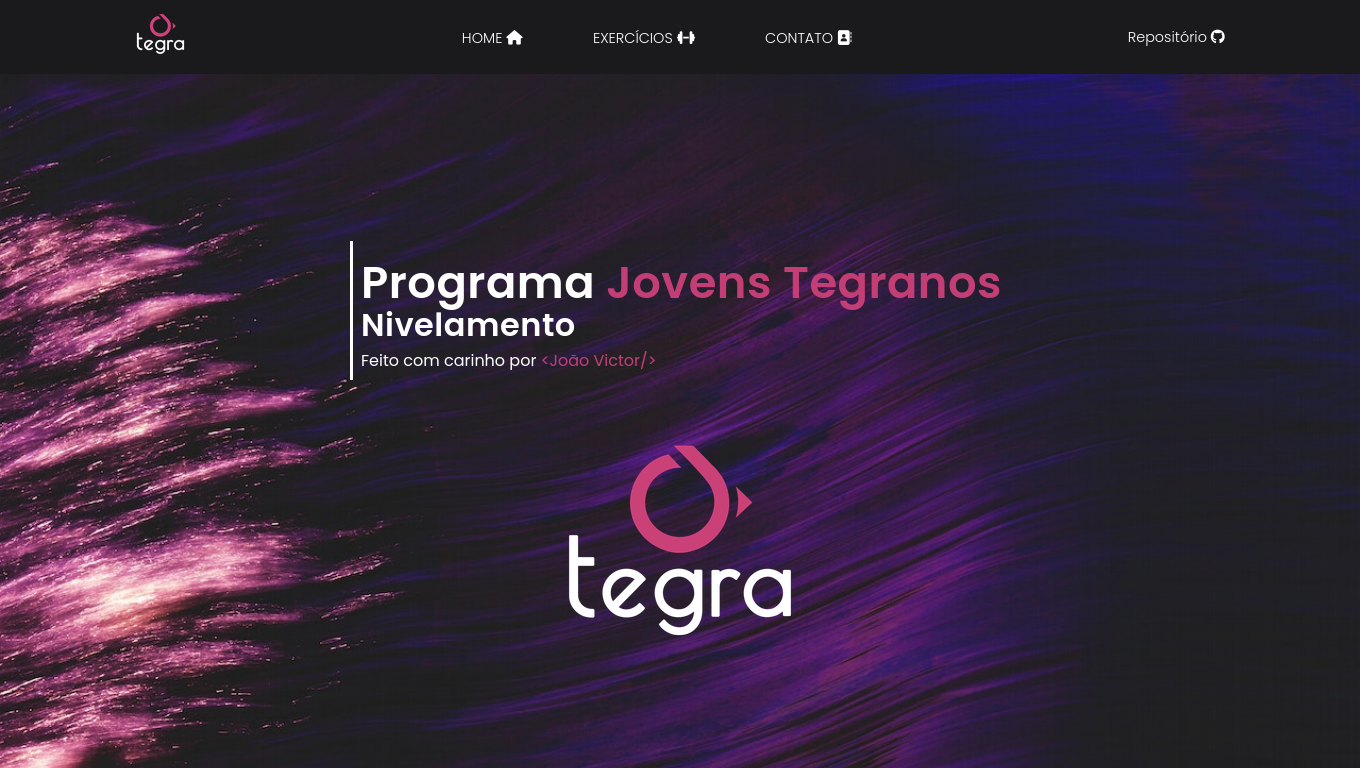 tegra
HOME
EXERCÍCIOS
CONTATO
Repositório
Programa Jovens Tegranos
Nivelamento
Feito com carinho por <João Victor/>
tegra